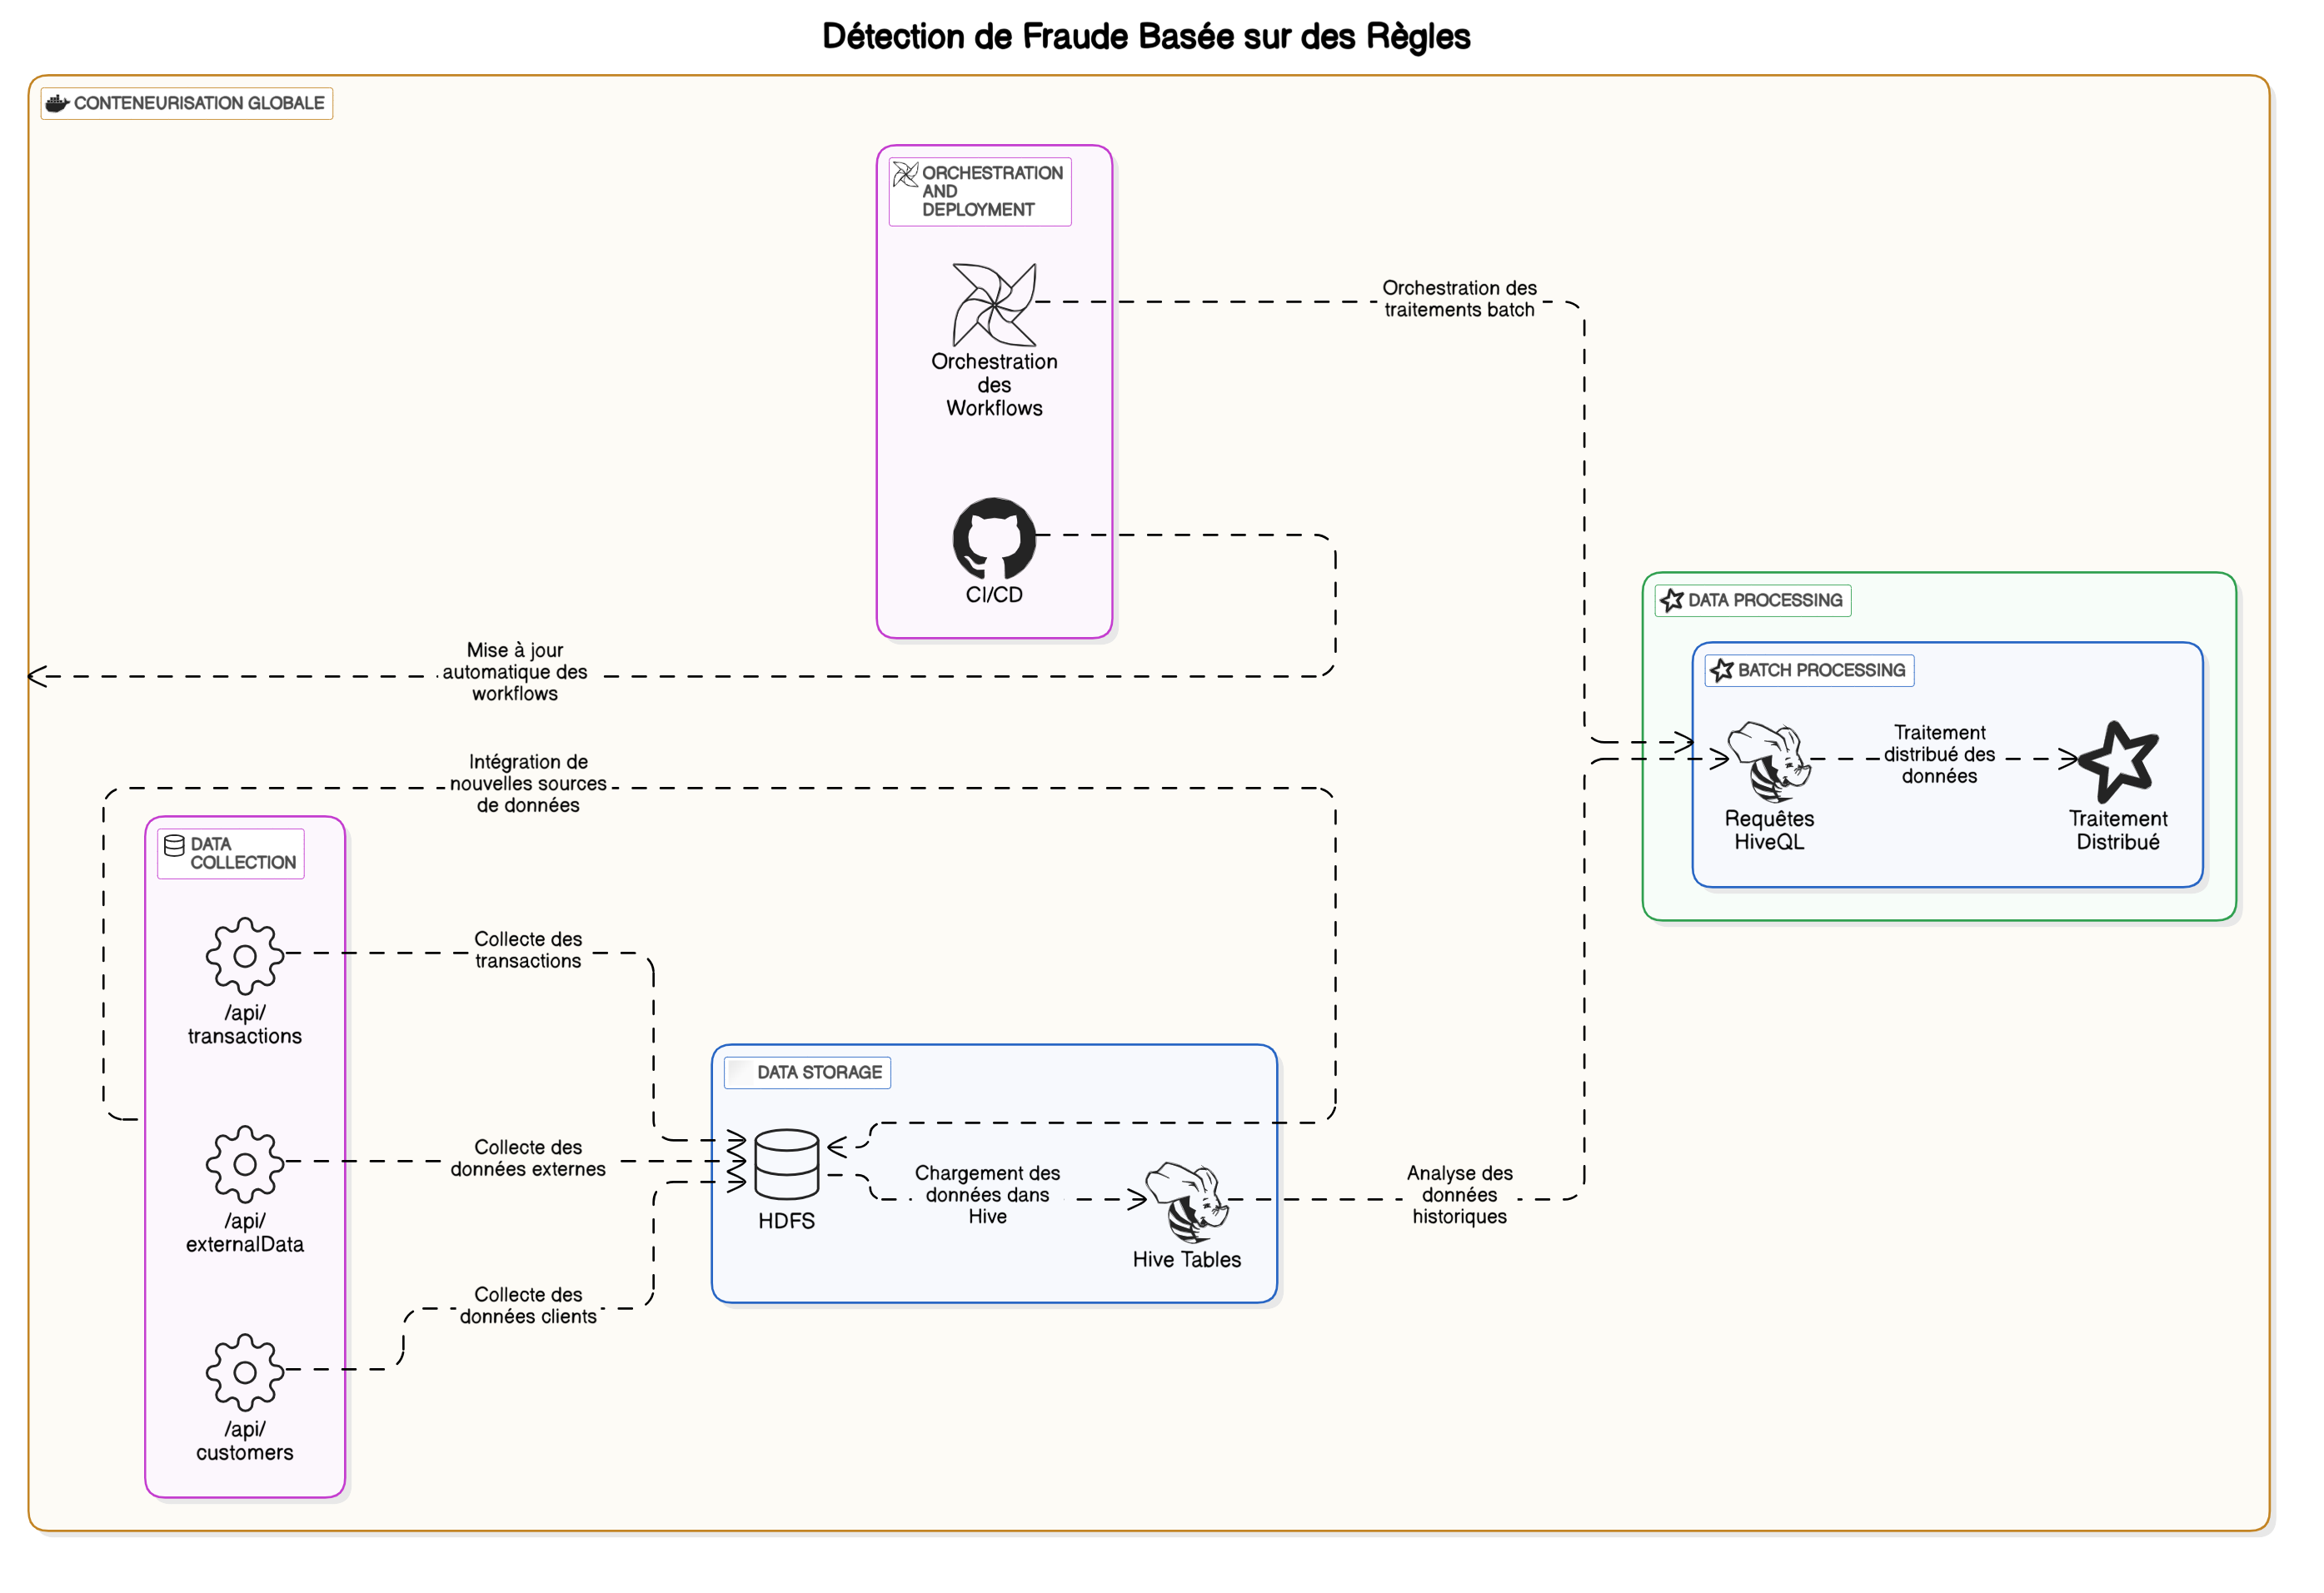 Détection de Fraude Basée sur des Règles
CONTENEURISATION GLOBALE
ORCHESTRATION
AND
DEPLOYMENT
Orchestration
des
Workflows
Orchestration des
traitements batch
CI/CD
Mise à jour
automatique des
workflows
DATA PROCESSING
BATCH PROCESSING
Requêtes
HiveQL
Traitement
distribué des
données
Traitement
Distribué
Intégration de
nouvelles sources
de données
DATA
COLLECTION
/api/
transactions
Collecte des
transactions
/api/
externalData
Collecte des
données externes
/api/
customers
Collecte des
données clients
DATA STORAGE
HDFS
Chargement des
données dans
Hive
Hive Tables
Analyse des
données
historiques